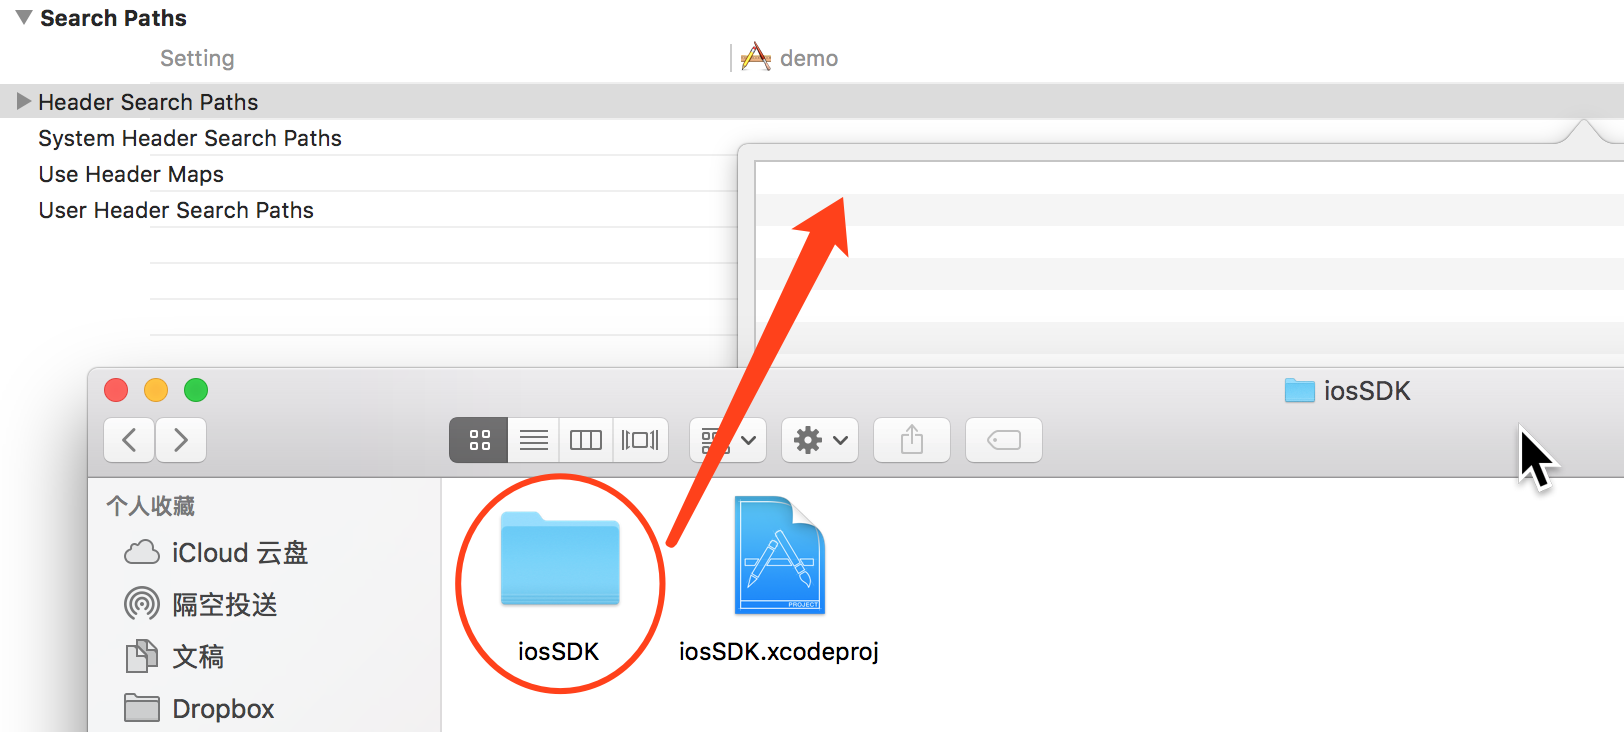 Search Paths
Setting demo
Header Search Paths
System Header Search Paths
Use Header Maps
User Header Search Paths
iosSDK
个人收藏
iCloud 云盘
隔空投送
文稿
Dropbox
PROJECT
iosSDK iosSDK.xcodeproj